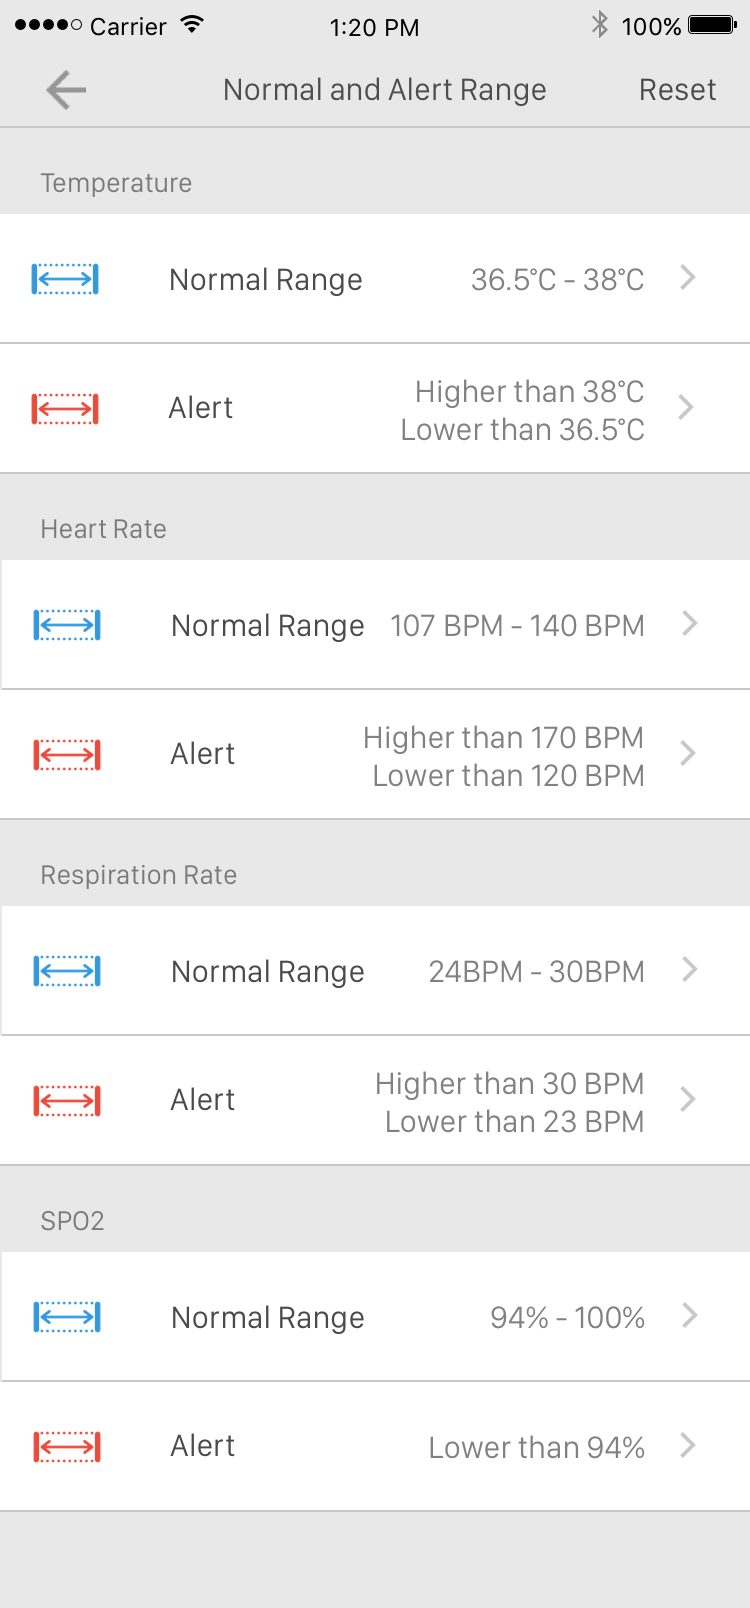 Carrier 1:20 PM 100%
Normal and Alert Range Reset
Temperature
Normal Range 36.5°C - 38°C
Alert Higher than 38°C
Lower than 36.5°C
Heart Rate
Normal Range 107 BPM - 140 BPM
Alert Higher than 170 BPM
Lower than 120 BPM
Respiration Rate
Normal Range 24BPM - 30BPM
Alert Higher than 30 BPM
Lower than 23 BPM
SPO2
Normal Range 94% - 100%
Alert Lower than 94%